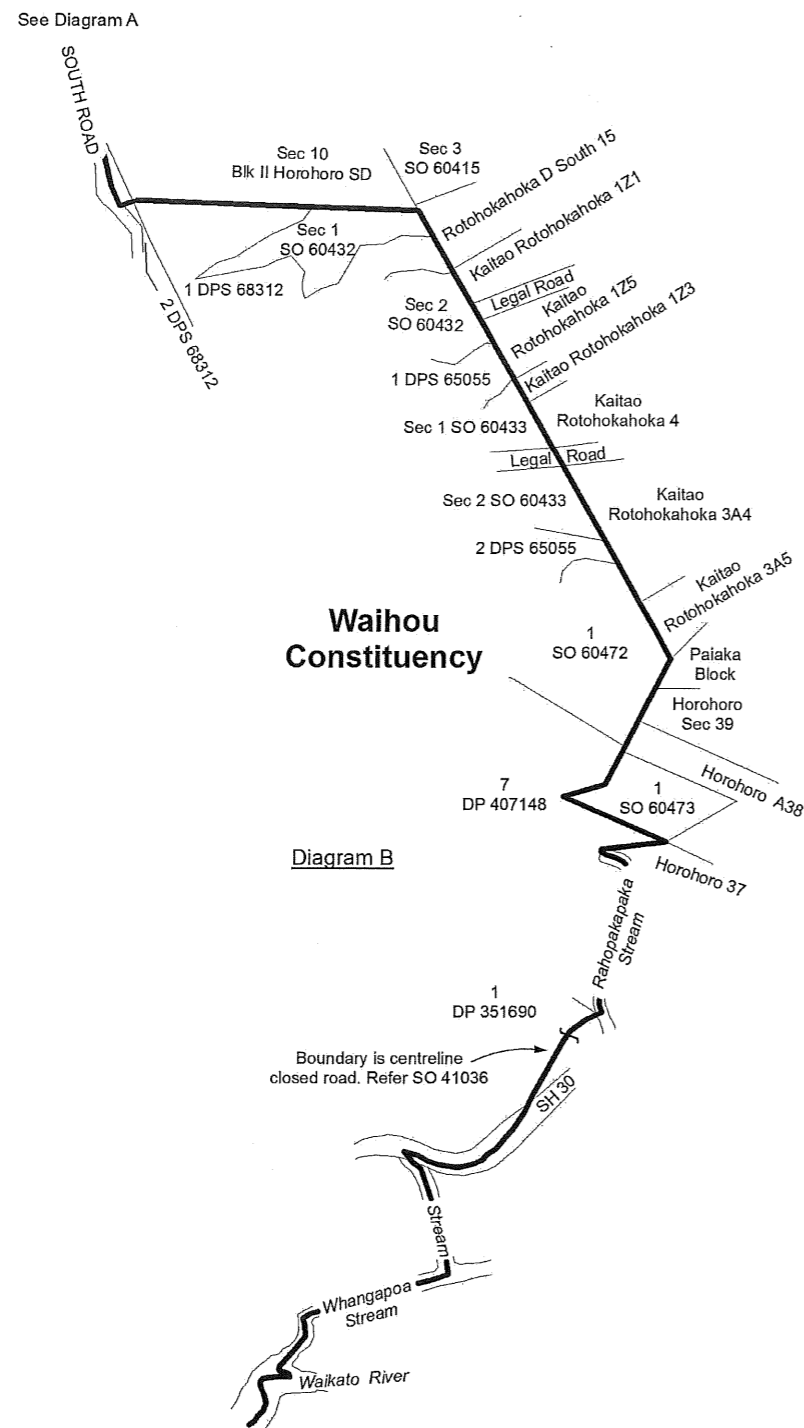 See Diagram A
SOUTH ROAD
Sec 10
Blk II Horohoro SD
Sec 3
SO 60415
Rotohokahoka D South 15
Sec 1
SO 60432
Kaitao Rotohokahoka 1Z1
1 DPS 68312
Legal Road
2 DPS 68312
Sec 2
SO 60432
Kaitao
Rotohokahoka 1Z5
1 DPS 65055
Kaitao Rotohokahoka 1Z3
Sec 1 SO 60433
Kaitao
Rotohokahoka 4
Legal Road
Sec 2 SO 60433
Kaitao
Rotohokahoka 3A4
2 DPS 65055
Kaitao
Rotohokahoka 3A5
Waihou
Constituency
1
SO 60472
Paiaka
Block
Horohoro
Sec 39
7
DP 407148
1
SO 60473
Horohoro A38
Diagram B
Horohoro 37
Rahopakapaka
Stream
1
DP 351690
Boundary is centreline
closed road. Refer SO 41036
SH 30
Stream
Whangapoa
Stream
Waikato River